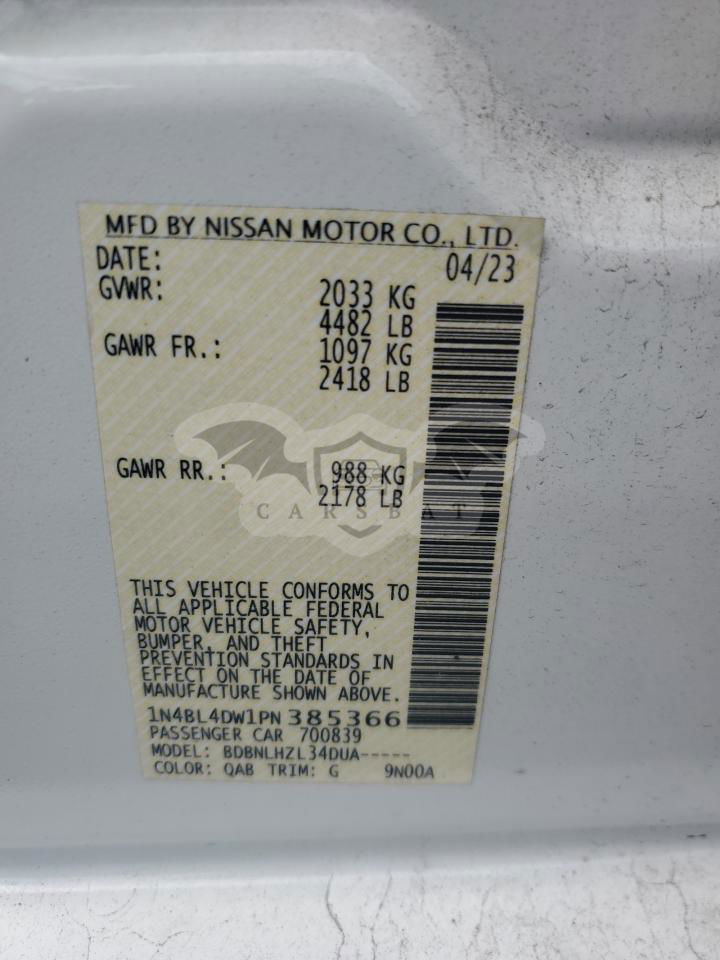 MFD BY NISSAN MOTOR CO., LTD.
DATE: 04/23
GVWR: 2033 KG
4482 LB
GAWR FR.: 1097 KG
2418 LB
GAWR RR.: 988 KG
2178 LB
CARSBAT
THIS VEHICLE CONFORMS TO
ALL APPLICABLE FEDERAL
MOTOR VEHICLE SAFETY,
BUMPER, AND THEFT
PREVENTION STANDARDS IN
EFFECT ON THE DATE OF
MANUFACTURE SHOWN ABOVE.
1N4BL4DW1PN385366
PASSENGER CAR 700839
MODEL: BDBNLHZL34DUA-----
COLOR: QAB TRIM: G 9N00A